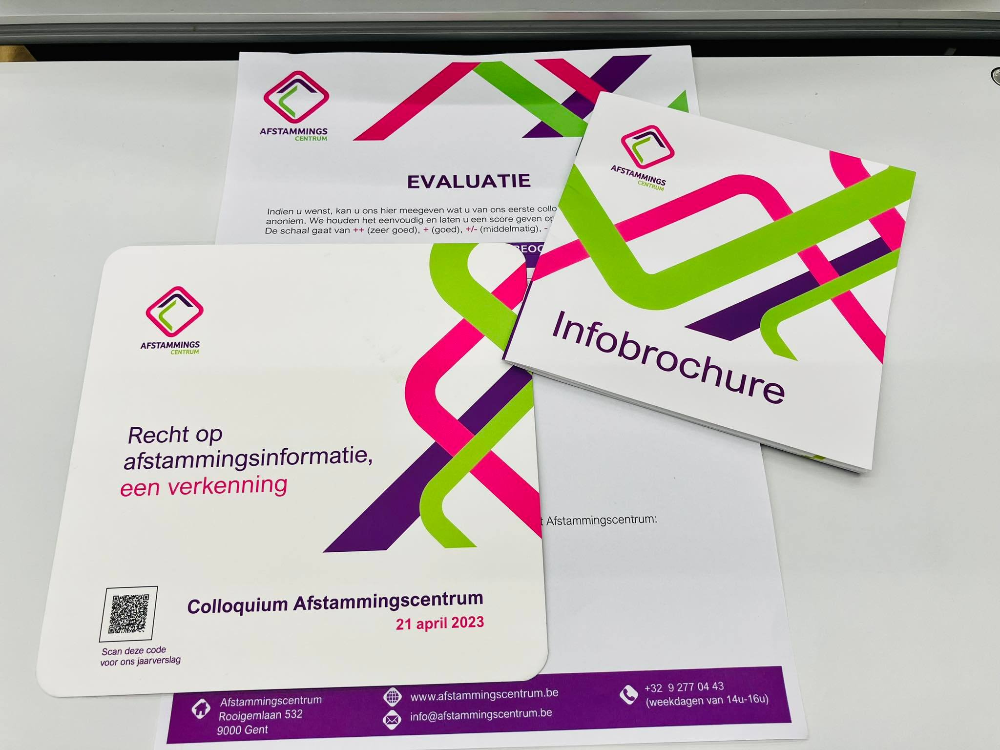 AFSTAMMINGS
CENTRUM
EVALUATIE
Indien u wenst, kan u ons hier meegeven wat u van ons eerste
anoniem. We houden het eenvoudig en laten u een score geven op
De schaal gaat van ++ (zeer goed), + (goed), +/- (middelmatig), -
AFSTAMMINGS
CENTRUM
Infobrochure
AFSTAMMINGS
CENTRUM
Recht op
afstammingsinformatie,
een verkenning
Afstammingscentrum:
Colloquium Afstammingscentrum
21 april 2023
Scan deze code
voor ons jaarverslag
Afstammingscentrum
Rooigemlaan 532
9000 Gent
www.afstammingscentrum.be
info@afstammingscentrum.be
+32 9 277 04 43
(weekdagen van 14u-16u)